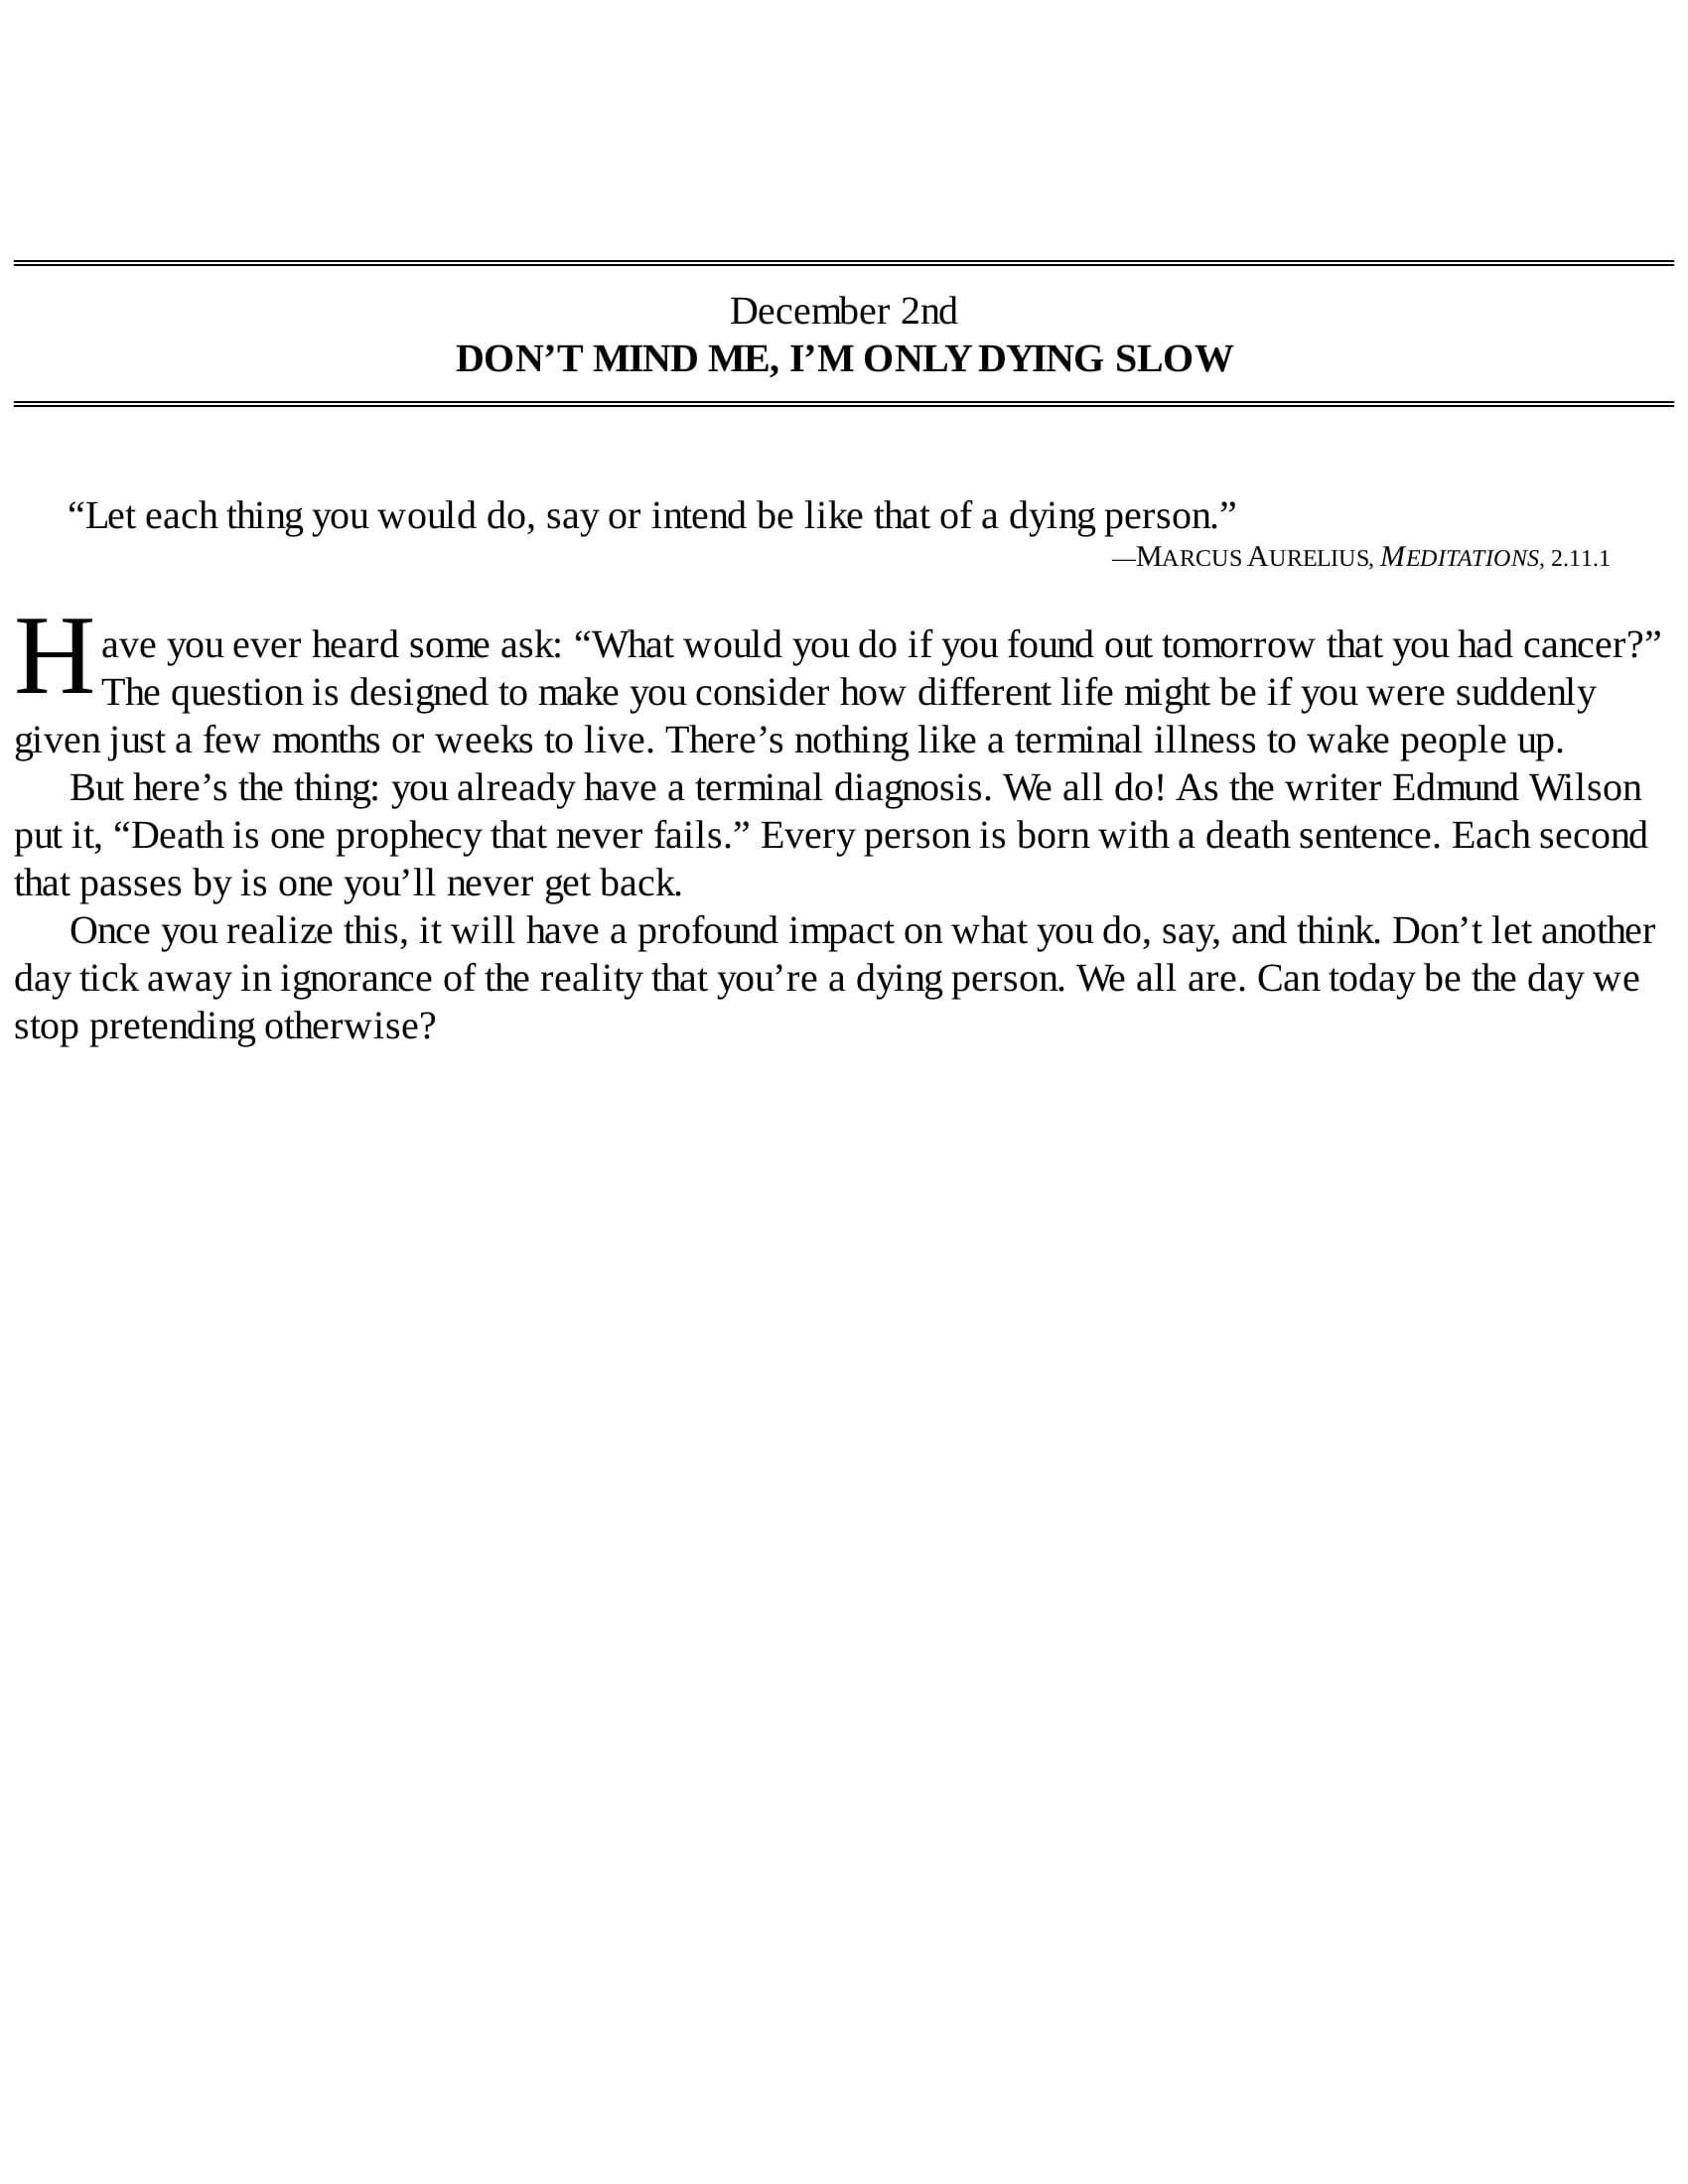 December 2nd
DON’T MIND ME, I’M ONLY DYING SLOW
“Let each thing you would do, say or intend be like that of a dying person.”
—MARCUS AURELIUS, MEDITATIONS, 2.11.1
Have you ever heard some ask: “What would you do if you found out tomorrow that you had cancer?”
The question is designed to make you consider how different life might be if you were suddenly
given just a few months or weeks to live. There’s nothing like a terminal illness to wake people up.
But here’s the thing: you already have a terminal diagnosis. We all do! As the writer Edmund Wilson
put it, “Death is one prophecy that never fails.” Every person is born with a death sentence. Each second
that passes by is one you’ll never get back.
Once you realize this, it will have a profound impact on what you do, say, and think. Don’t let another
day tick away in ignorance of the reality that you’re a dying person. We all are. Can today be the day we
stop pretending otherwise?